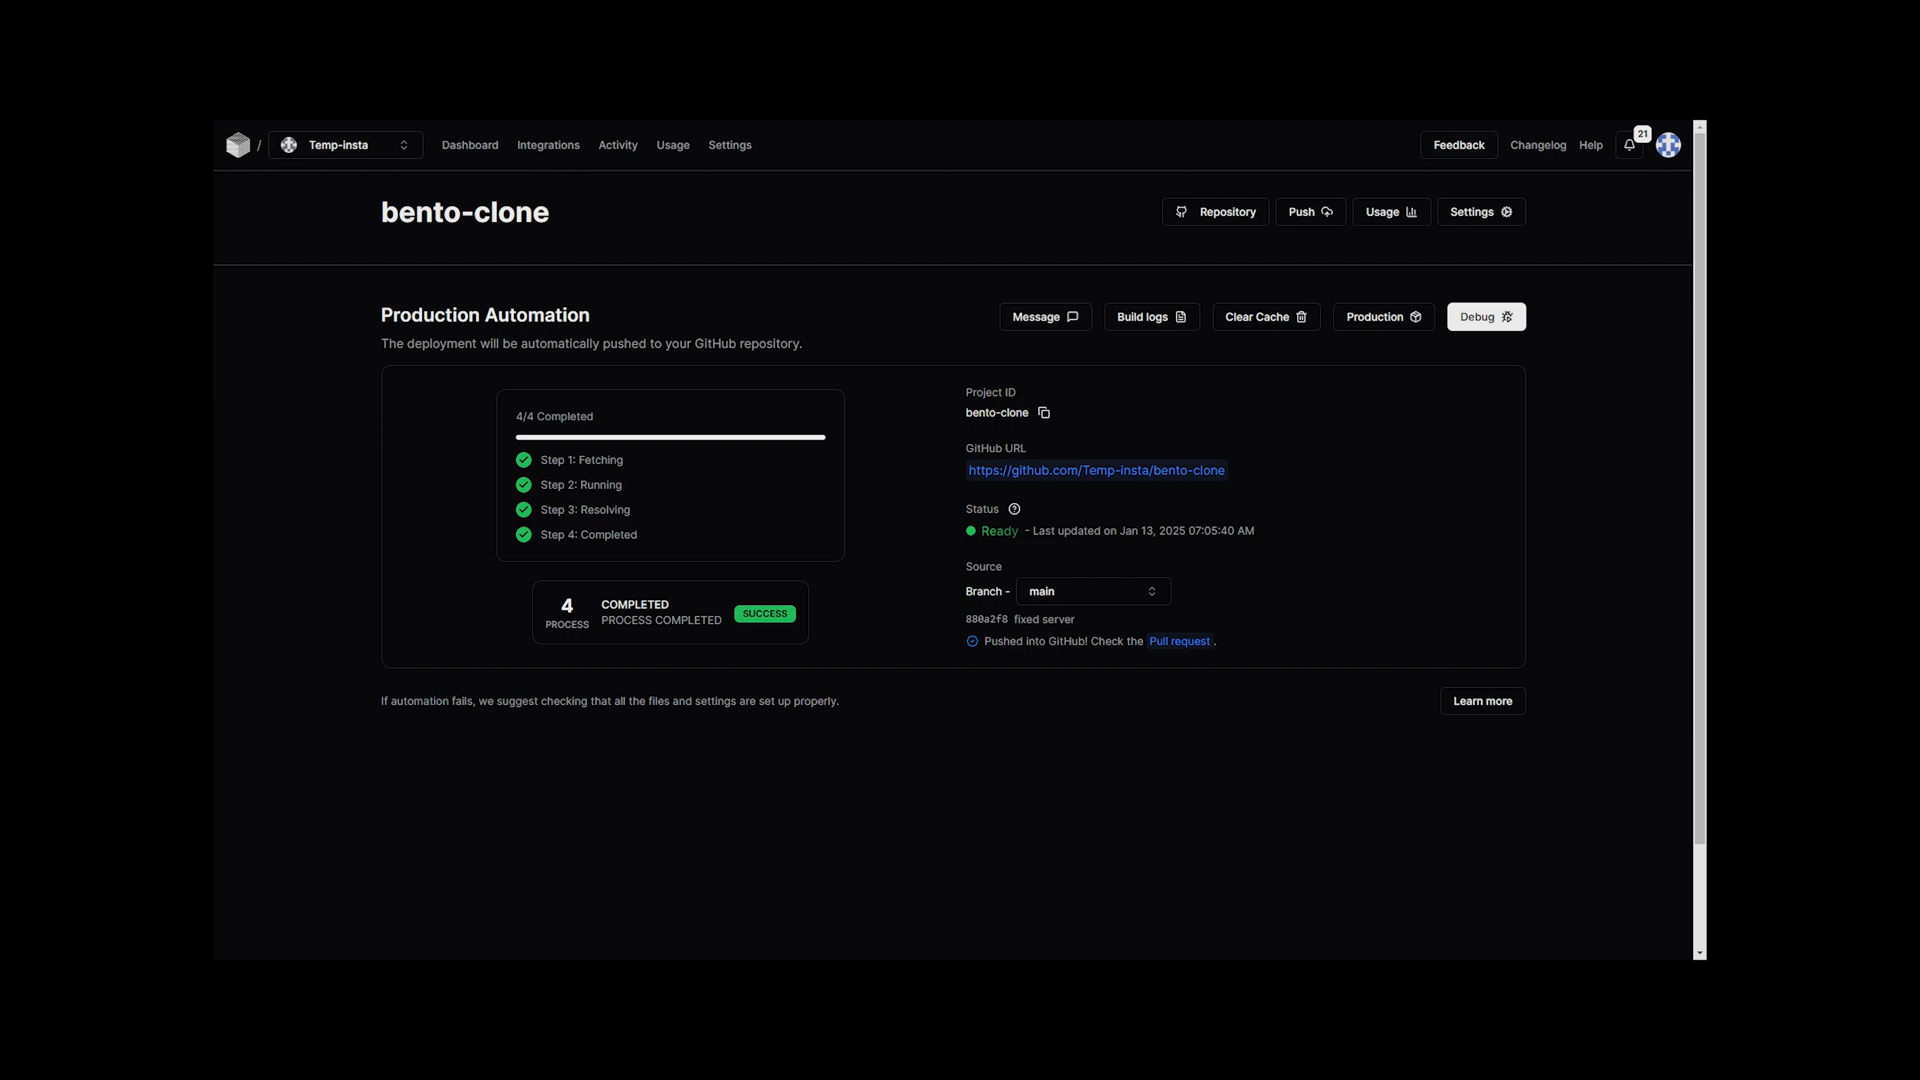 / Temp-insta Dashboard Integrations Activity Usage Settings Feedback Changelog Help 21
bento-clone
Repository Push Usage Settings
Production Automation
Message Build logs Clear Cache Production Debug
The deployment will be automatically pushed to your GitHub repository.
4/4 Completed
Step 1: Fetching
Step 2: Running
Step 3: Resolving
Step 4: Completed
4
PROCESS
COMPLETED
PROCESS COMPLETED
SUCCESS
Project ID
bento-clone
GitHub URL
https://github.com/Temp-insta/bento-clone
Status
Ready - Last updated on Jan 13, 2025 07:05:40 AM
Source
Branch - main
880a2f8 fixed server
Pushed into GitHub! Check the Pull request.
If automation fails, we suggest checking that all the files and settings are set up properly.
Learn more